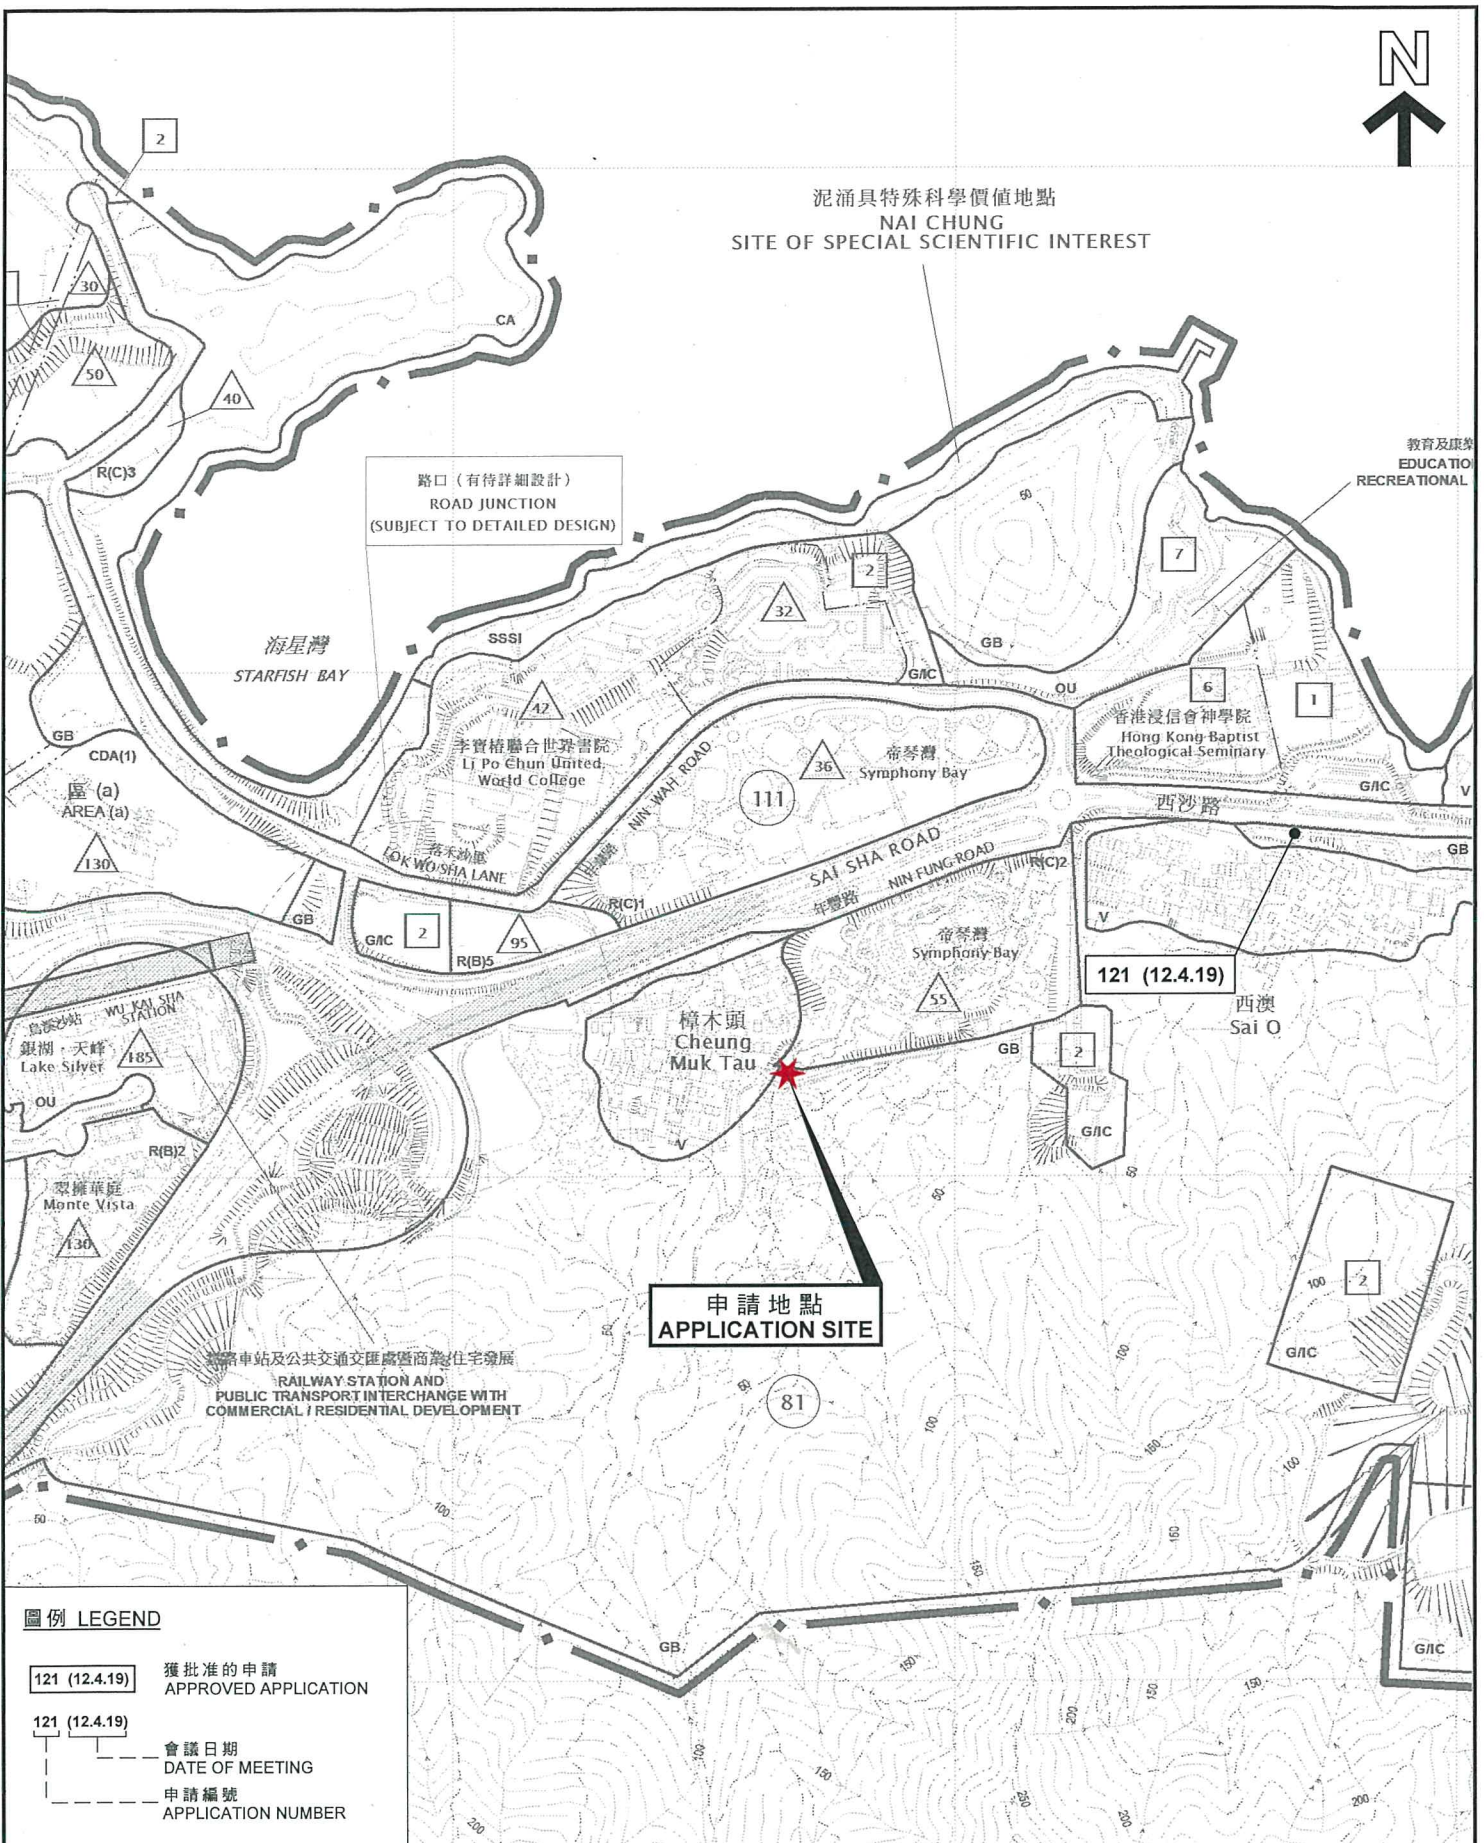 N
2
泥涌具特殊科學價值地點
NAI CHUNG
SITE OF SPECIAL SCIENTIFIC INTEREST
30
CA
50
40
R(C)3
路口（有待詳細設計）
ROAD JUNCTION
(SUBJECT TO DETAILED DESIGN)
教育及康樂
EDUCATIO
RECREATIONAL
50
7
2
32
海星灣
STARFISH BAY
SSSI
GB
G/IC
OU
42
6
1
李寶椿聯合世界書院
Li Po Chun United
World College
香港浸信會神學院
Hong Kong Baptist
Theological Seminary
GB
CDA(1)
區 (a)
AREA (a)
130
NIN WAH ROAD
年華路
36
帝琴灣
Symphony Bay
111
G/IC
V
西沙路
SAI SHA ROAD
落禾沙里
LOK WO SHA LANE
NIN FUNG ROAD
年豐路
R(C)2
GB
R(C)1
GB
G/IC
2
R(B)5
95
V
帝琴灣
Symphony Bay
55
121 (12.4.19)
西澳
Sai O
烏溪沙站
WU KAI SHA
STATION
銀湖．天峰
Lake Silver
185
OU
樟木頭
Cheung
Muk Tau
GB
2
G/IC
V
R(B)2
翠擁華庭
Monte Vista
130
50
50
申請地點
APPLICATION SITE
50
100
2
G/IC
100
鐵路車站及公共交通交匯處暨商業/住宅發展
RAILWAY STATION AND
PUBLIC TRANSPORT INTERCHANGE WITH
COMMERCIAL / RESIDENTIAL DEVELOPMENT
50
81
100
150
100
50
100
150
150
GB
150
G/IC
150
150
200
100
150
250
200
200
200
圖例 LEGEND
121 (12.4.19)
獲批准的申請
APPROVED APPLICATION
121 (12.4.19)
會議日期
DATE OF MEETING
申請編號
APPLICATION NUMBER